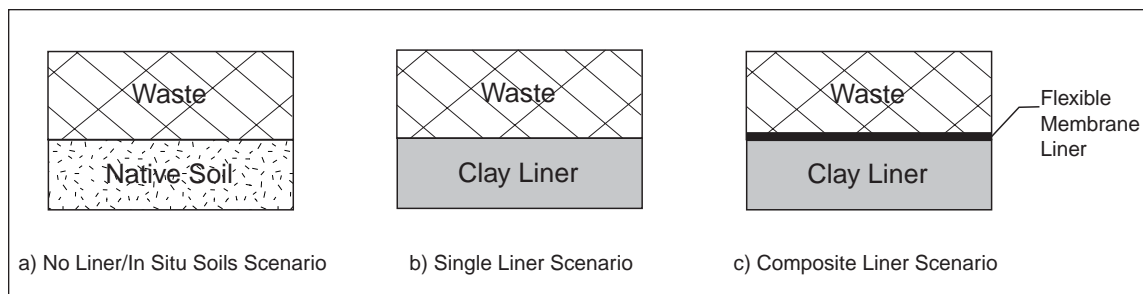 Waste
Native Soil
a) No Liner/In Situ Soils Scenario
Waste
Clay Liner
b) Single Liner Scenario
Waste
Clay Liner
Flexible
Membrane
Liner
c) Composite Liner Scenario